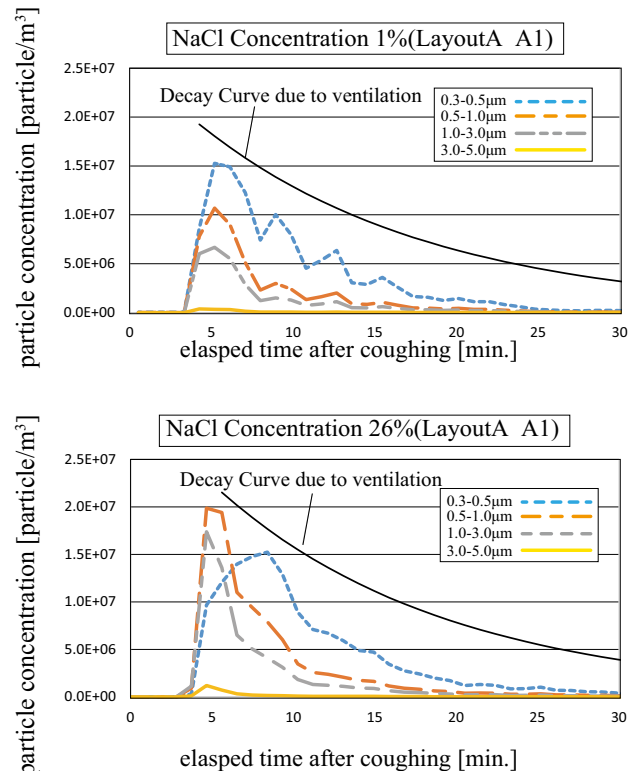 NaCl Concentration 1%(LayoutA A1)
particle concentration [particle/m³]
2.5E+07
2.0E+07
1.5E+07
1.0E+07
5.0E+06
0.0E+00
Decay Curve due to ventilation
0.3-0.5μm
0.5-1.0μm
1.0-3.0μm
3.0-5.0μm
0 5 10 15 20 25 30
elasped time after coughing [min.]
NaCl Concentration 26%(LayoutA A1)
particle concentration [particle/m³]
2.5E+07
2.0E+07
1.5E+07
1.0E+07
5.0E+06
0.0E+00
Decay Curve due to ventilation
0.3-0.5μm
0.5-1.0μm
1.0-3.0μm
3.0-5.0μm
0 5 10 15 20 25 30
elasped time after coughing [min.]